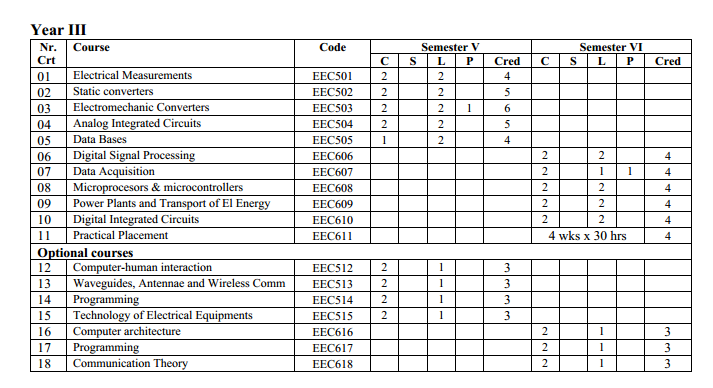 Year III
Nr. Crt Course Code Semester V Semester VI
C S L P Cred C S L P Cred
01 Electrical Measurements EEC501 2 2 4
02 Static converters EEC502 2 2 5
03 Electromechanic Converters EEC503 2 2 1 6
04 Analog Integrated Circuits EEC504 2 2 5
05 Data Bases EEC505 1 2 4
06 Digital Signal Processing EEC606 2 2 4
07 Data Acquisition EEC607 2 1 1 4
08 Microprocesors & microcontrollers EEC608 2 2 4
09 Power Plants and Transport of El Energy EEC609 2 2 4
10 Digital Integrated Circuits EEC610 2 2 4
11 Practical Placement EEC611 4 wks x 30 hrs 4
Optional courses
12 Computer-human interaction EEC512 2 1 3
13 Waveguides, Antennae and Wireless Comm EEC513 2 1 3
14 Programming EEC514 2 1 3
15 Technology of Electrical Equipments EEC515 2 1 3
16 Computer architecture EEC616 2 1 3
17 Programming EEC617 2 1 3
18 Communication Theory EEC618 2 1 3